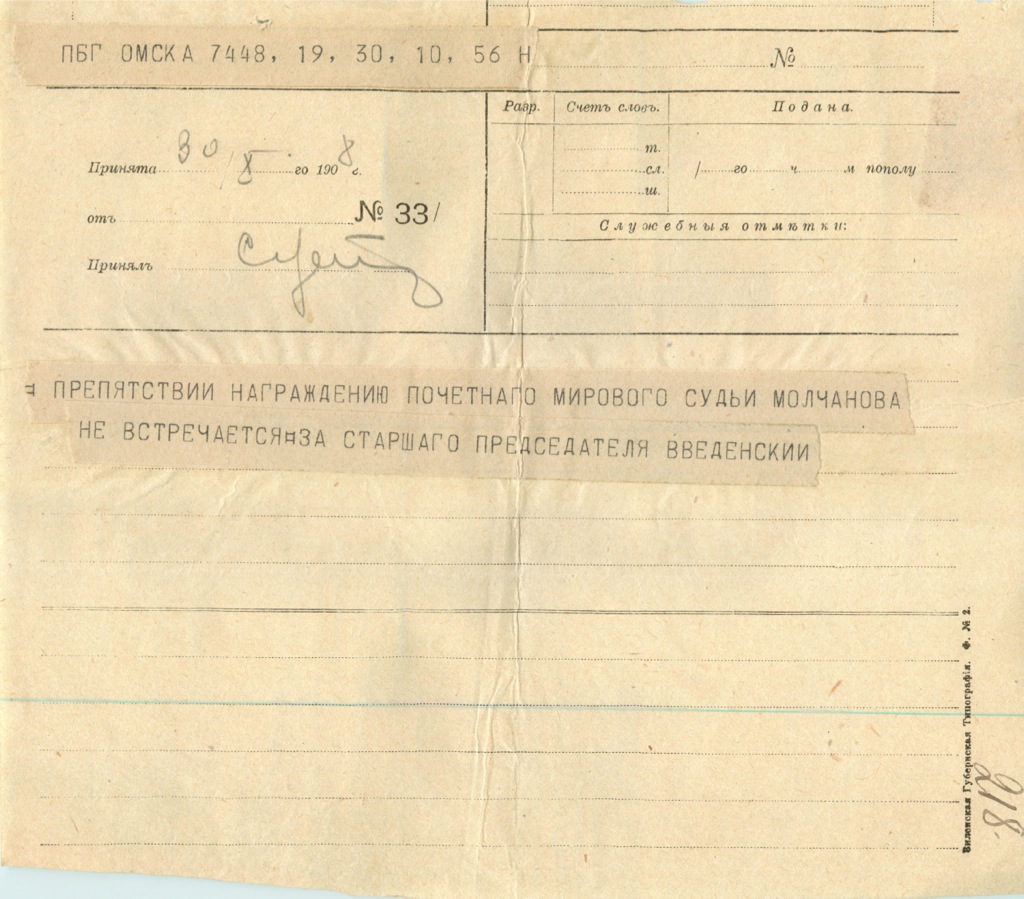 ПБГ ОМСКА 7448, 19, 30, 10, 56 Н
№
Принята 30/X го 1908 г.
отъ № 33/
Принялъ
Разр. Счетъ словъ. Подана.
т.
сл. / го ч. м пополу
ш.
Служебныя отмѣтки:
ПРЕПЯТСТВИИ НАГРАЖДЕНИЮ ПОЧЕТНАГО МИРОВОГО СУДЬИ МОЛЧАНОВА
НЕ ВСТРЕЧАЕТСЯ¤ЗА СТАРШАГО ПРЕДСЕДАТЕЛЯ ВВЕДЕНСКИИ
Виленская Губернская Типографія. Ф. № 2.
218